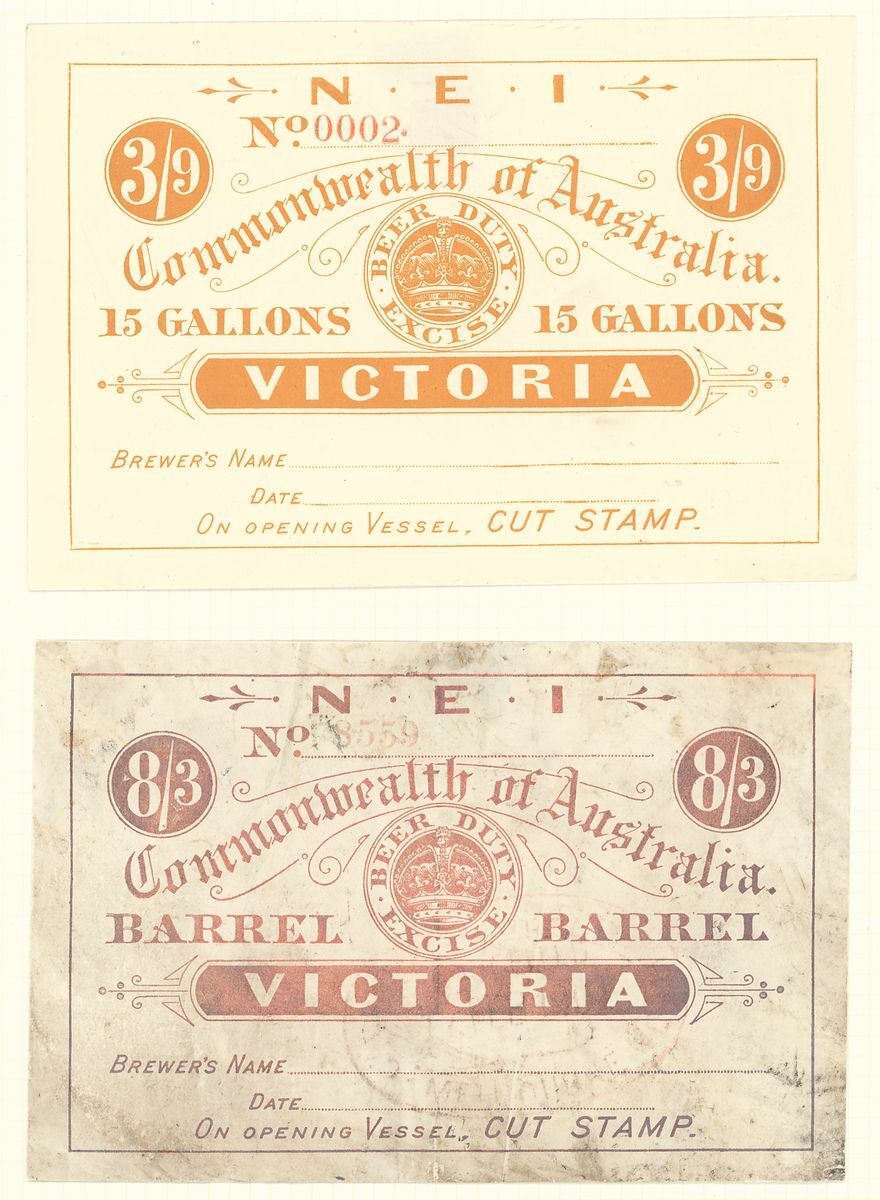 N · E · I
No. 0002
3/9 3/9
Commonwealth of Australia.
BEER DUTY
EXCISE
15 GALLONS 15 GALLONS
VICTORIA
BREWER'S NAME
DATE
ON OPENING VESSEL, CUT STAMP.
N · E · I
No. 8559
8/3 8/3
Commonwealth of Australia.
BEER DUTY
EXCISE
BARREL BARREL
VICTORIA
BREWER'S NAME
DATE
ON OPENING VESSEL, CUT STAMP.